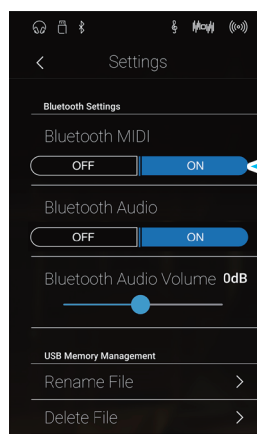 Settings
Bluetooth Settings
Bluetooth MIDI
OFF ON
Bluetooth Audio
OFF ON
Bluetooth Audio Volume 0dB
USB Memory Management
Rename File
Delete File